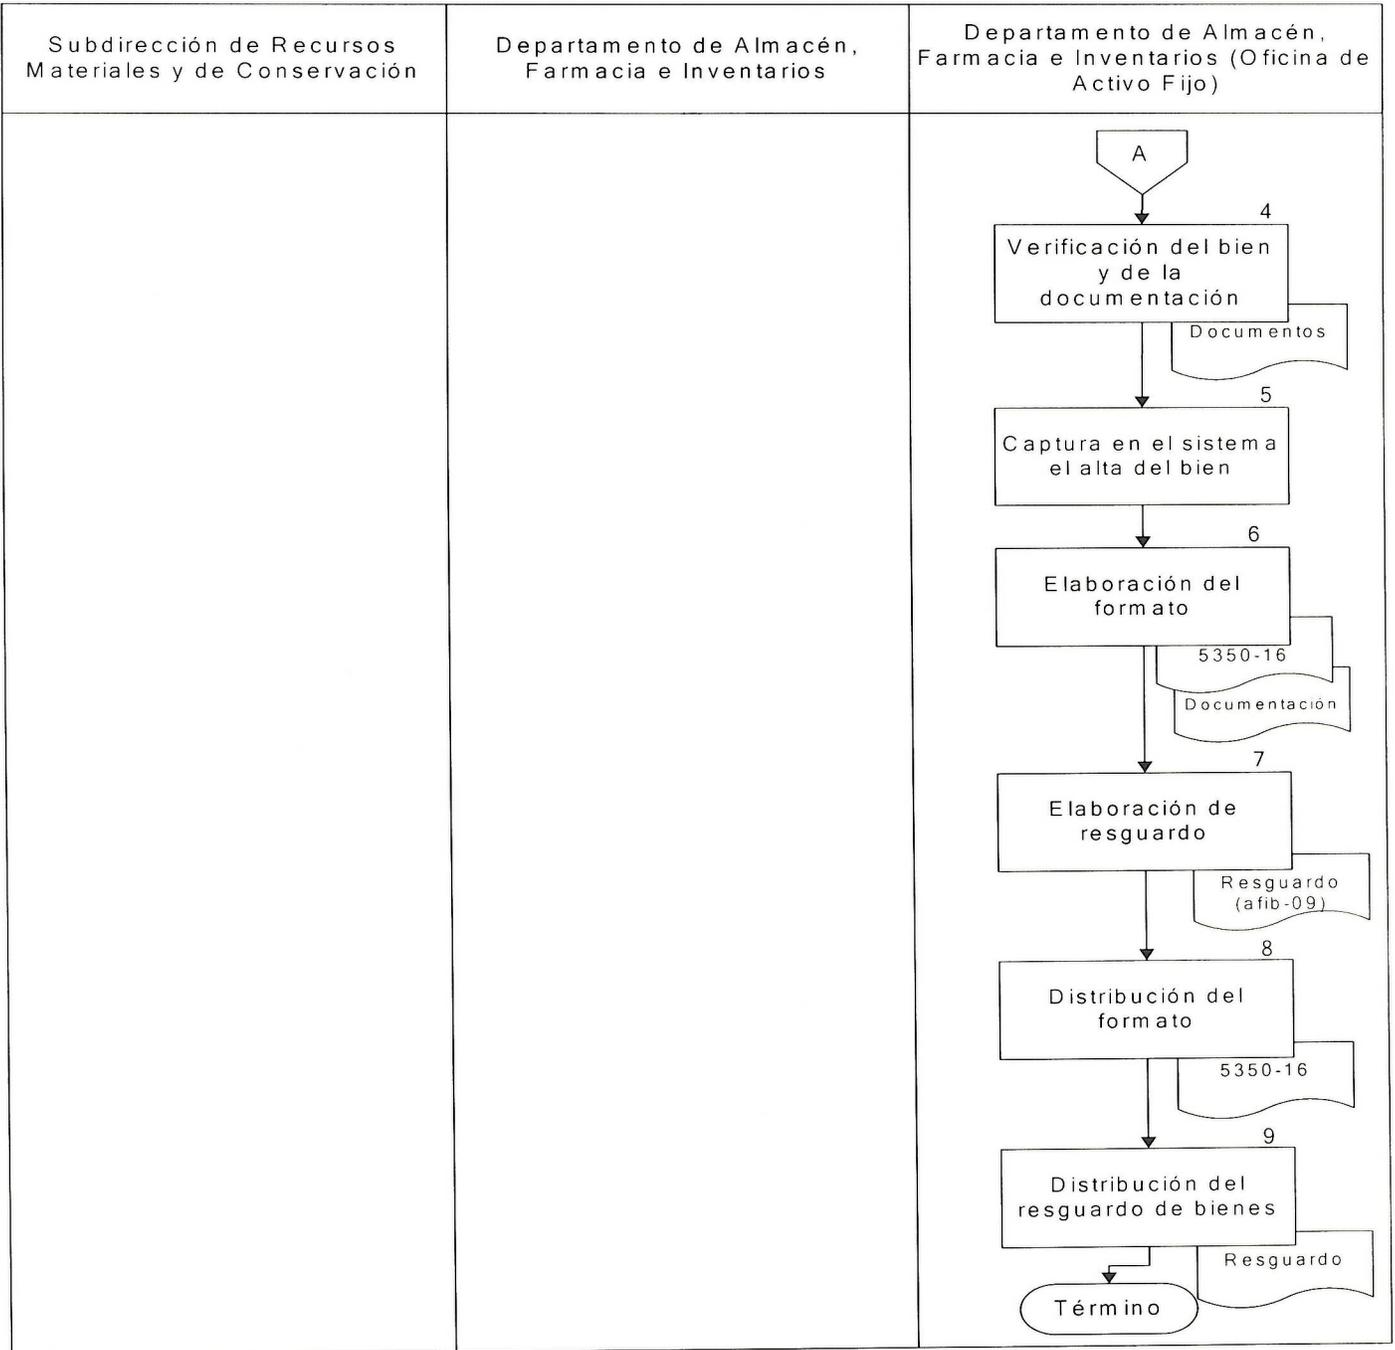 Subdirección de Recursos
Materiales y de Conservación
Departamento de Almacén,
Farmacia e Inventarios
Departamento de Almacén,
Farmacia e Inventarios (Oficina de
Activo Fijo)
A
4
Verificación del bien
y de la
documentación
Documentos
5
Captura en el sistema
el alta del bien
6
Elaboración del
formato
5350-16
Documentación
7
Elaboración de
resguardo
Resguardo
(afib-09)
8
Distribución del
formato
5350-16
9
Distribución del
resguardo de bienes
Resguardo
Término